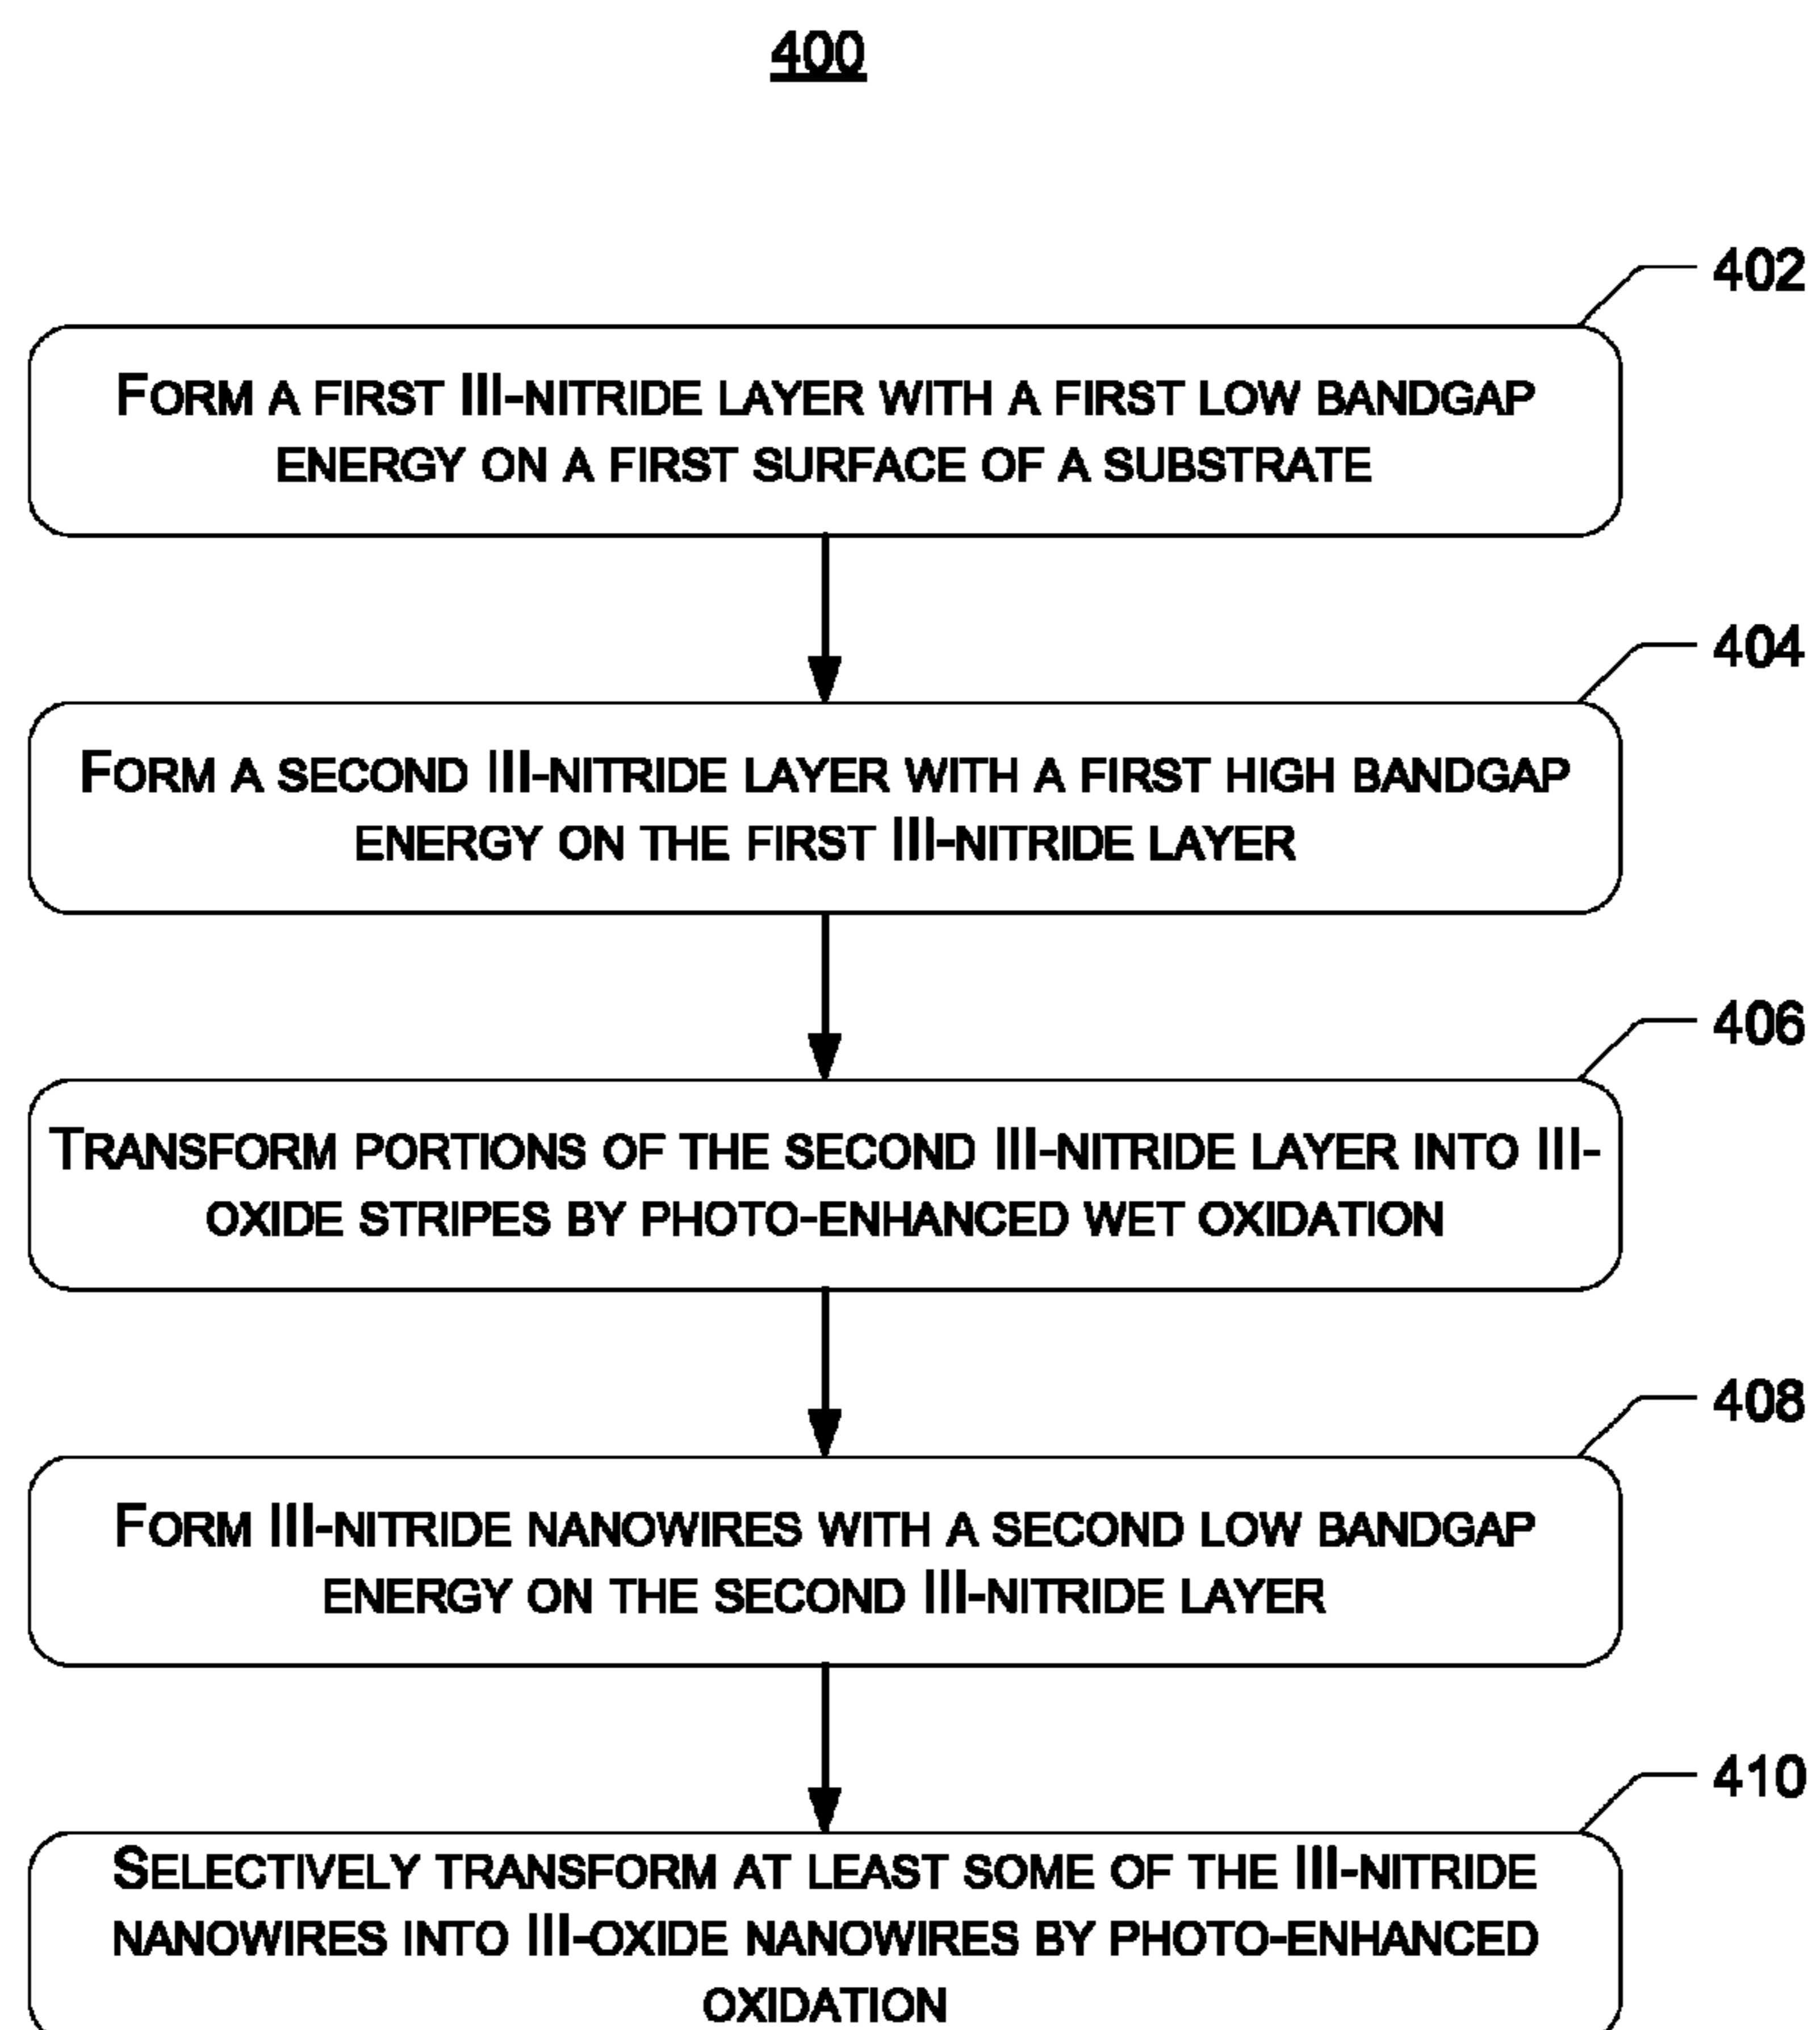 400
402
FORM A FIRST III-NITRIDE LAYER WITH A FIRST LOW BANDGAP
ENERGY ON A FIRST SURFACE OF A SUBSTRATE
404
FORM A SECOND III-NITRIDE LAYER WITH A FIRST HIGH BANDGAP
ENERGY ON THE FIRST III-NITRIDE LAYER
406
TRANSFORM PORTIONS OF THE SECOND III-NITRIDE LAYER INTO III-
OXIDE STRIPES BY PHOTO-ENHANCED WET OXIDATION
408
FORM III-NITRIDE NANOWIRES WITH A SECOND LOW BANDGAP
ENERGY ON THE SECOND III-NITRIDE LAYER
410
SELECTIVELY TRANSFORM AT LEAST SOME OF THE III-NITRIDE
NANOWIRES INTO III-OXIDE NANOWIRES BY PHOTO-ENHANCED
OXIDATION